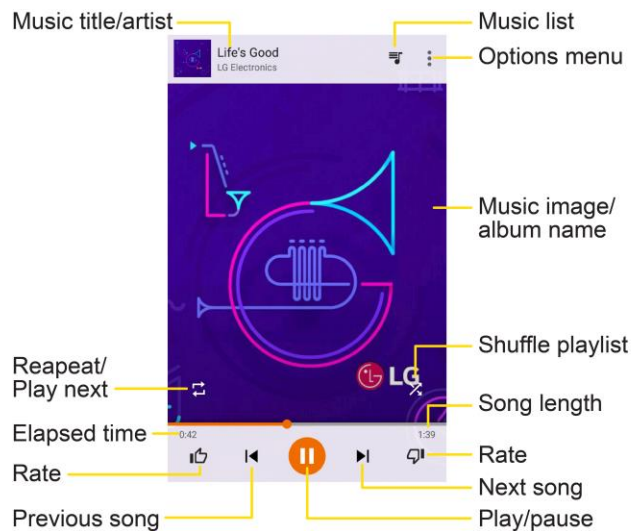 Music title/artist
Music list
Life's Good
LG Electronics
Options menu
Music image/
album name
Reapeat/
Play next
LG
Shuffle playlist
Song length
Elapsed time
0:42
1:39
Rate
Rate
Next song
Previous song
Play/pause